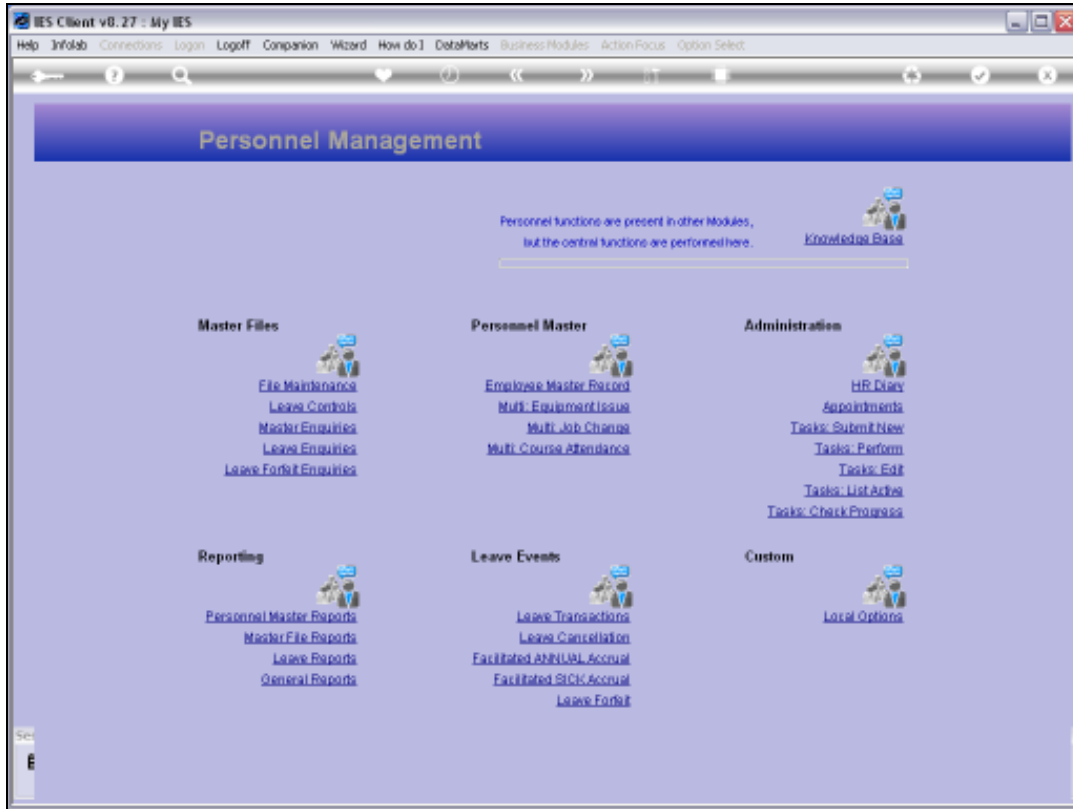 IES Client v8.27 : My IES
Help Infolab Connections Logon Logoff Companion Wizard How do I DataMarts Business Modules Action Focus Option Select
Personnel Management
Personnel functions are present in other Modules,
but the central functions are performed here.
Knowledge Base
Master Files
File Maintenance
Leave Controls
Master Enquiries
Leave Enquiries
Leave Forfeit Enquiries
Personnel Master
Employee Master Record
Multi: Equipment Issue
Multi: Job Change
Multi: Course Attendance
Administration
HR Diary
Appointments
Tasks: Submit New
Tasks: Perform
Tasks: Edit
Tasks: List Active
Tasks: Check Progress
Reporting
Personnel Master Reports
Master File Reports
Leave Reports
General Reports
Leave Events
Leave Transactions
Leave Cancellation
Facilitated ANNUAL Accrual
Facilitated SICK Accrual
Leave Forfeit
Custom
Local Options